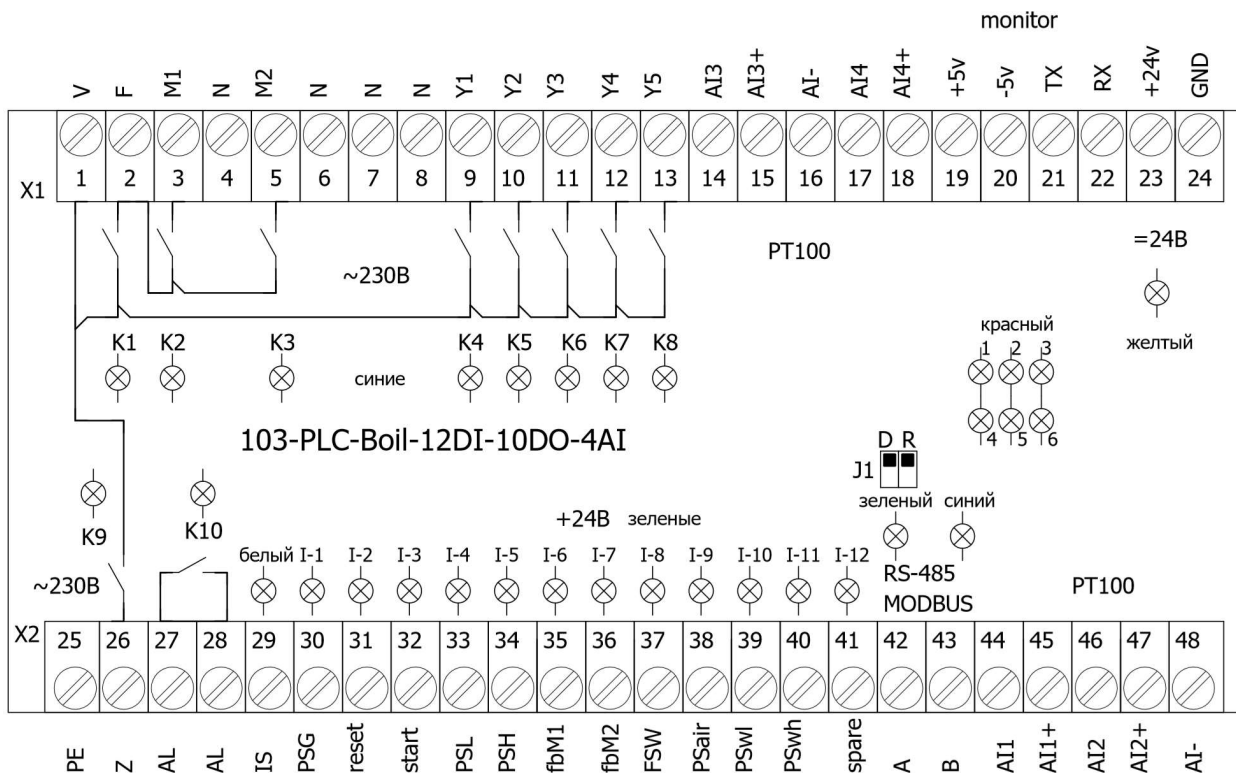 monitor
V F M1 N M2 N N N Y1 Y2 Y3 Y4 Y5 AI3 AI3+ AI- AI4 AI4+ +5v -5v TX RX +24v GND
X1 1 2 3 4 5 6 7 8 9 10 11 12 13 14 15 16 17 18 19 20 21 22 23 24
~230В PT100 =24В
красный желтый
K1 K2 K3 K4 K5 K6 K7 K8 1 2 3
синие
4 5 6
103-PLC-Boil-12DI-10DO-4AI
D R
J1
зеленый синий
K9 K10 +24В зеленые
белый I-1 I-2 I-3 I-4 I-5 I-6 I-7 I-8 I-9 I-10 I-11 I-12
~230В RS-485 PT100
MODBUS
X2 25 26 27 28 29 30 31 32 33 34 35 36 37 38 39 40 41 42 43 44 45 46 47 48
PE Z AL AL IS PSG reset start PSL PSH fbM1 fbM2 FSW PSair PSwl PSwh spare A B AI1 AI1+ AI2 AI2+ AI-